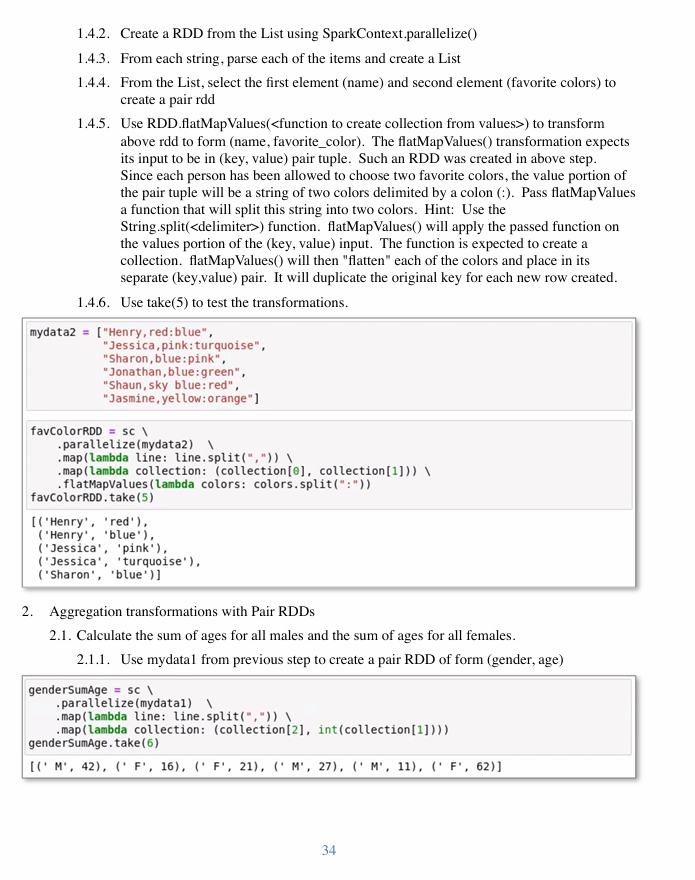 1.4.2. Create a RDD from the List using SparkContext.parallelize()
1.4.3. From each string, parse each of the items and create a List
1.4.4. From the List, select the first element (name) and second element (favorite colors) to
create a pair rdd
1.4.5. Use RDD.flatMapValues(<function to create collection from values>) to transform
above rdd to form (name, favorite_color).  The flatMapValues() transformation expects
its input to be in (key, value) pair tuple.  Such an RDD was created in above step.
Since each person has been allowed to choose two favorite colors, the value portion of
the pair tuple will be a string of two colors delimited by a colon (:).  Pass flatMapValues
a function that will split this string into two colors.  Hint:  Use the
String.split(<delimiter>) function.  flatMapValues() will apply the passed function on
the values portion of the (key, value) input.  The function is expected to create a
collection.  flatMapValues() will then "flatten" each of the colors and place in its
separate (key,value) pair.  It will duplicate the original key for each new row created.
1.4.6. Use take(5) to test the transformations.
mydata2 = ["Henry,red:blue",
"Jessica,pink:turquoise",
"Sharon,blue:pink",
"Jonathan,blue:green",
"Shaun,sky blue:red",
"Jasmine,yellow:orange"]
favColorRDD = sc \
.parallelize(mydata2)  \
.map(lambda line: line.split(",")) \
.map(lambda collection: (collection[0], collection[1])) \
.flatMapValues(lambda colors: colors.split(":"))
favColorRDD.take(5)
[('Henry', 'red'),
('Henry', 'blue'),
('Jessica', 'pink'),
('Jessica', 'turquoise'),
('Sharon', 'blue')]
2. Aggregation transformations with Pair RDDs
2.1. Calculate the sum of ages for all males and the sum of ages for all females.
2.1.1. Use mydata1 from previous step to create a pair RDD of form (gender, age)
genderSumAge = sc \
.parallelize(mydata1)  \
.map(lambda line: line.split(",")) \
.map(lambda collection: (collection[2], int(collection[1])))
genderSumAge.take(6)
[(' M', 42), (' F', 16), (' F', 21), (' M', 27), (' M', 11), (' F', 62)]
34